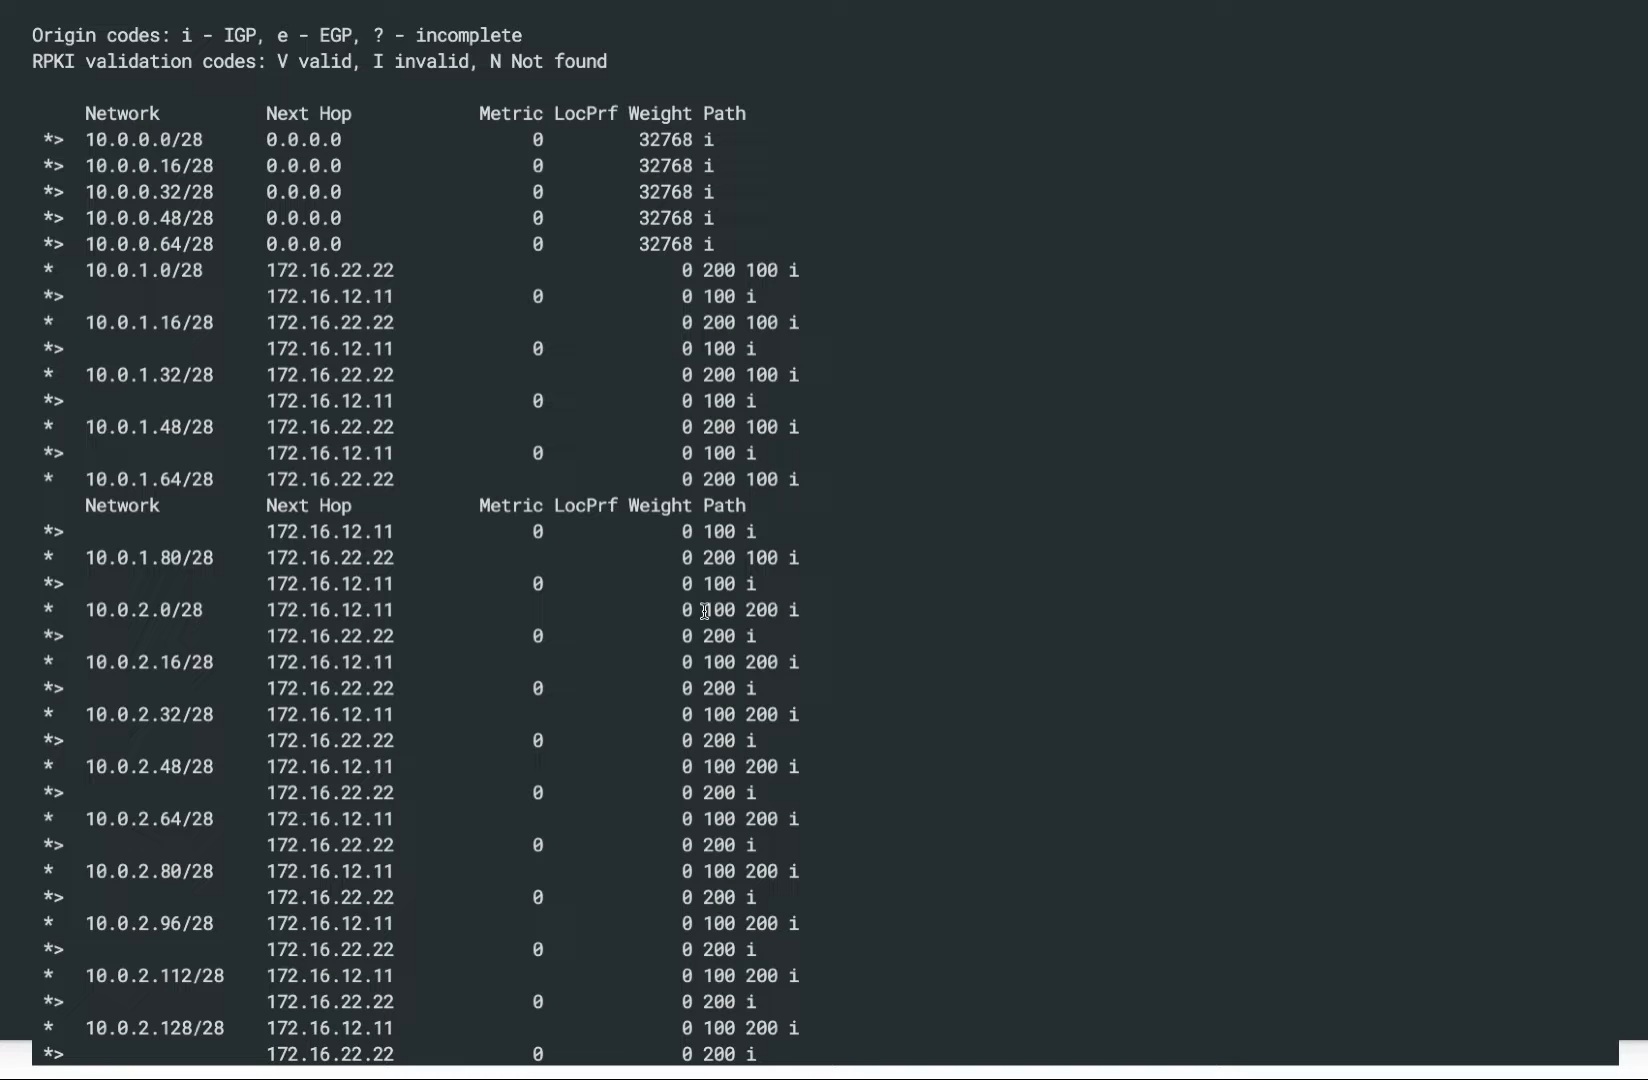 Origin codes: i - IGP, e - EGP, ? - incomplete
RPKI validation codes: V valid, I invalid, N Not found
Network Next Hop Metric LocPrf Weight Path
*> 10.0.0.0/28 0.0.0.0 0 32768 i
*> 10.0.0.16/28 0.0.0.0 0 32768 i
*> 10.0.0.32/28 0.0.0.0 0 32768 i
*> 10.0.0.48/28 0.0.0.0 0 32768 i
*> 10.0.0.64/28 0.0.0.0 0 32768 i
* 10.0.1.0/28 172.16.22.22 0 200 100 i
*> 172.16.12.11 0 0 100 i
* 10.0.1.16/28 172.16.22.22 0 200 100 i
*> 172.16.12.11 0 0 100 i
* 10.0.1.32/28 172.16.22.22 0 200 100 i
*> 172.16.12.11 0 0 100 i
* 10.0.1.48/28 172.16.22.22 0 200 100 i
*> 172.16.12.11 0 0 100 i
* 10.0.1.64/28 172.16.22.22 0 200 100 i
Network Next Hop Metric LocPrf Weight Path
*> 172.16.12.11 0 0 100 i
* 10.0.1.80/28 172.16.22.22 0 200 100 i
*> 172.16.12.11 0 0 100 i
* 10.0.2.0/28 172.16.12.11 0 100 200 i
*> 172.16.22.22 0 0 200 i
* 10.0.2.16/28 172.16.12.11 0 100 200 i
*> 172.16.22.22 0 0 200 i
* 10.0.2.32/28 172.16.12.11 0 100 200 i
*> 172.16.22.22 0 0 200 i
* 10.0.2.48/28 172.16.12.11 0 100 200 i
*> 172.16.22.22 0 0 200 i
* 10.0.2.64/28 172.16.12.11 0 100 200 i
*> 172.16.22.22 0 0 200 i
* 10.0.2.80/28 172.16.12.11 0 100 200 i
*> 172.16.22.22 0 0 200 i
* 10.0.2.96/28 172.16.12.11 0 100 200 i
*> 172.16.22.22 0 0 200 i
* 10.0.2.112/28 172.16.12.11 0 100 200 i
*> 172.16.22.22 0 0 200 i
* 10.0.2.128/28 172.16.12.11 0 100 200 i
*> 172.16.22.22 0 0 200 i